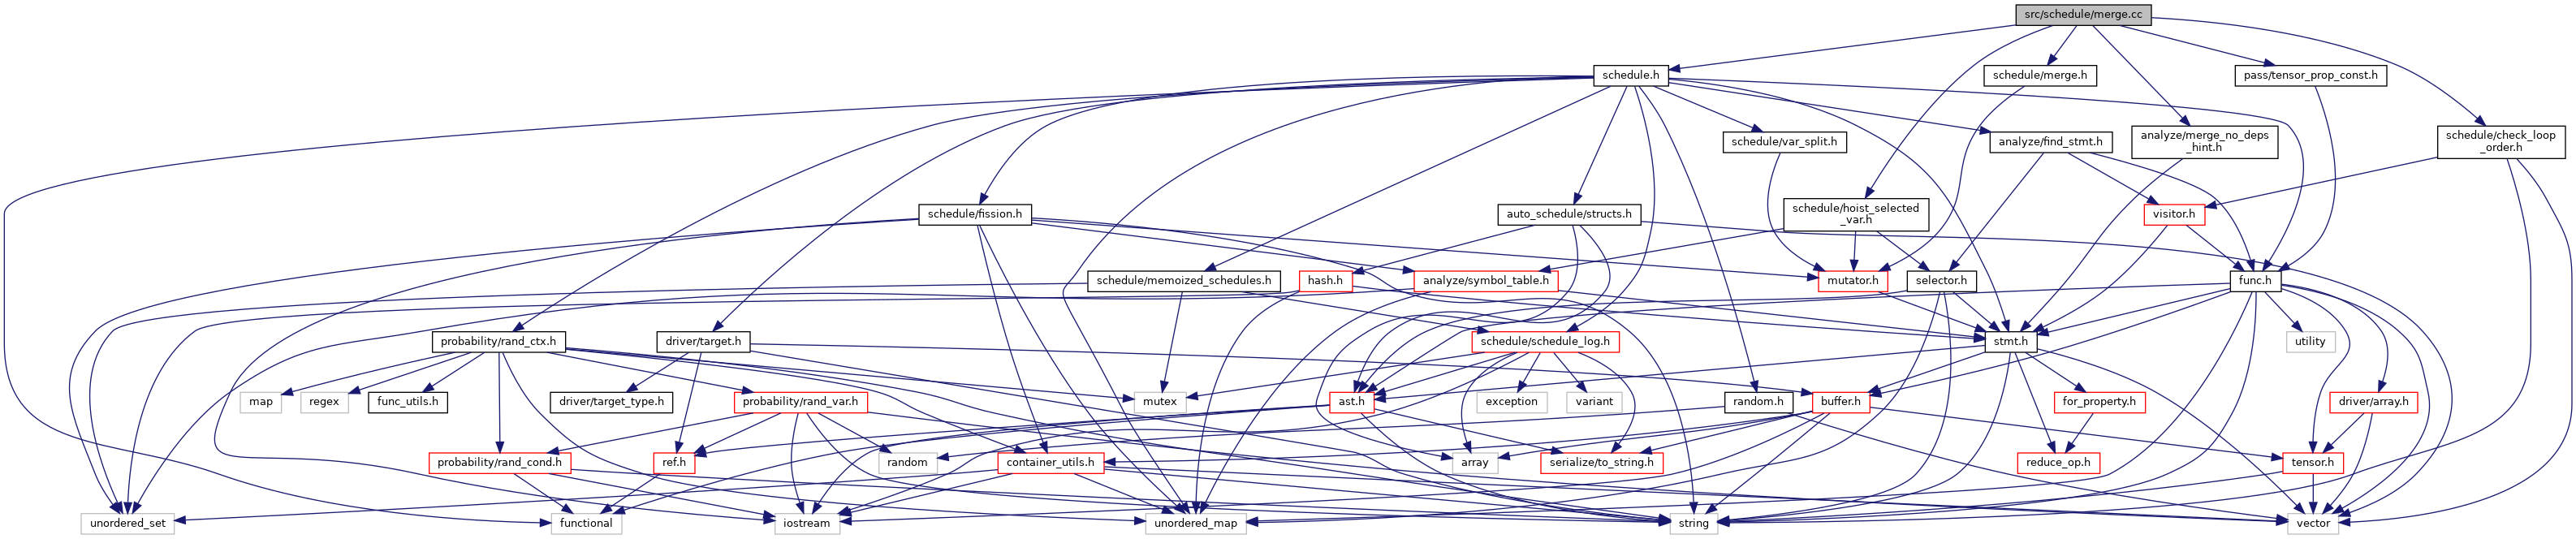 src/schedule/merge.cc
schedule.h
schedule/merge.h
pass/tensor_prop_const.h
schedule/var_split.h
analyze/find_stmt.h
analyze/merge_no_deps
_hint.h
schedule/check_loop
_order.h
schedule/fission.h
auto_schedule/structs.h
schedule/hoist_selected
_var.h
visitor.h
schedule/memoized_schedules.h
hash.h
analyze/symbol_table.h
mutator.h
selector.h
func.h
probability/rand_ctx.h
driver/target.h
schedule/schedule_log.h
stmt.h
utility
map
regex
func_utils.h
driver/target_type.h
probability/rand_var.h
mutex
ast.h
exception
variant
random.h
buffer.h
for_property.h
driver/array.h
probability/rand_cond.h
ref.h
random
container_utils.h
array
serialize/to_string.h
reduce_op.h
tensor.h
unordered_set
functional
iostream
unordered_map
string
vector